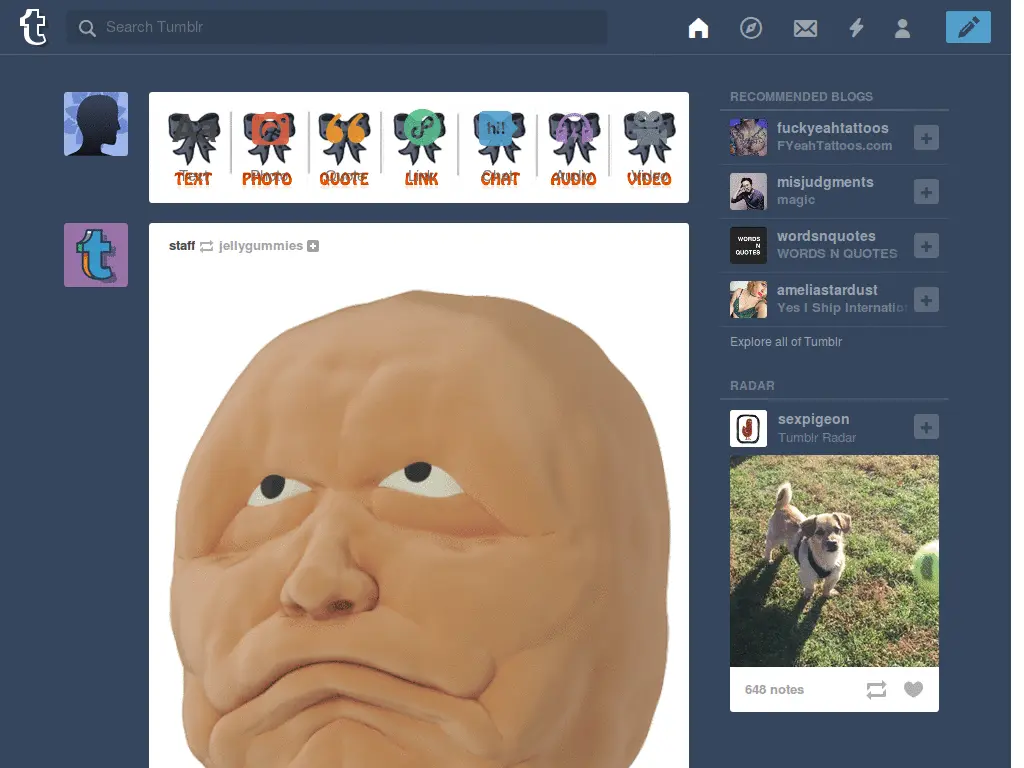 Search Tumblr
TEXT PHOTO QUOTE LINK CHAT AUDIO VIDEO
Text Photo Quote Link Chat Audio Video
hi!
staff jellygummies
RECOMMENDED BLOGS
fuckyeahtattoos
FYeahTattoos.com
misjudgments
magic
WORDS
N
QUOTES
wordsnquotes
WORDS N QUOTES
ameliastardust
Yes I Ship Internatio
Explore all of Tumblr
RADAR
sexpigeon
Tumblr Radar
648 notes